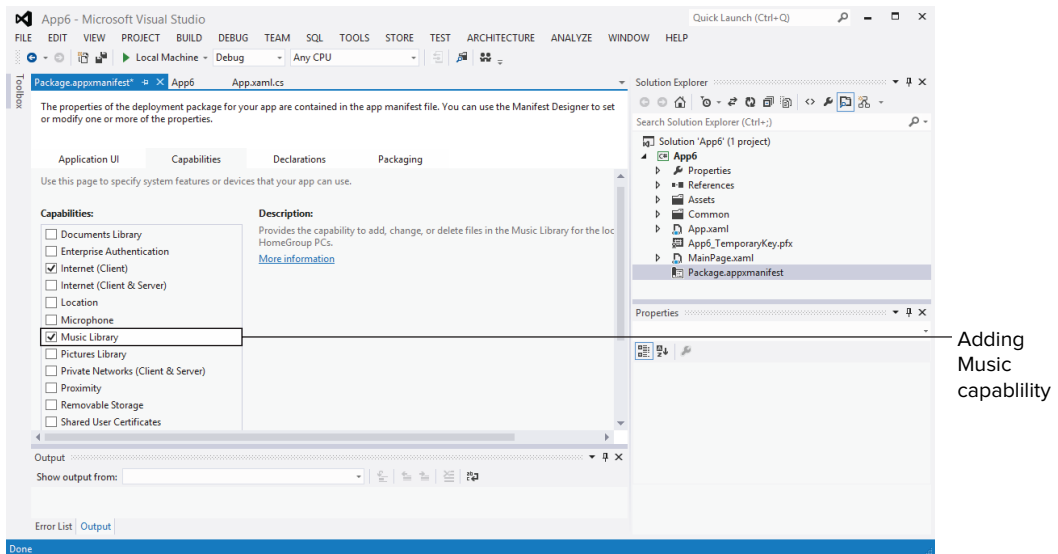 App6 - Microsoft Visual Studio
Quick Launch (Ctrl+Q)
FILE EDIT VIEW PROJECT BUILD DEBUG TEAM SQL TOOLS STORE TEST ARCHITECTURE ANALYZE WINDOW HELP
Local Machine Debug Any CPU
Toolbox
Package.appxmanifest* App6 App.xaml.cs
The properties of the deployment package for your app are contained in the app manifest file. You can use the Manifest Designer to set
or modify one or more of the properties.
Application UI Capabilities Declarations Packaging
Use this page to specify system features or devices that your app can use.
Capabilities:
Documents Library
Enterprise Authentication
Internet (Client)
Internet (Client & Server)
Location
Microphone
Music Library
Pictures Library
Private Networks (Client & Server)
Proximity
Removable Storage
Shared User Certificates
Description:
Provides the capability to add, change, or delete files in the Music Library for the loc
HomeGroup PCs.
More information
Output
Show output from:
Error List Output
Done
Solution Explorer
Search Solution Explorer (Ctrl+;)
Solution 'App6' (1 project)
App6
Properties
References
Assets
Common
App.xaml
App6_TemporaryKey.pfx
MainPage.xaml
Package.appxmanifest
Properties
Adding
Music
capablility